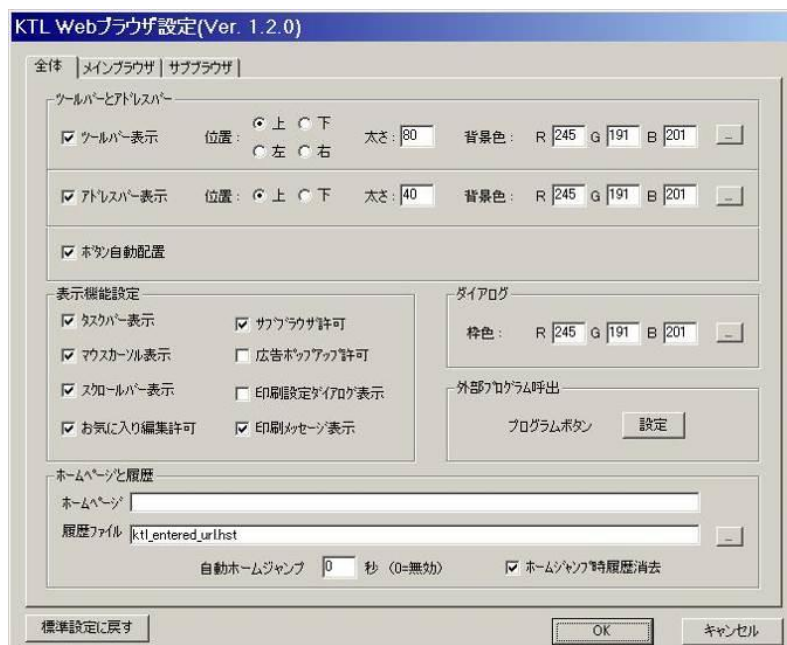 KTL Webブラウザ設定(Ver. 1.2.0)
全体 メインブラウザ サブブラウザ
ツールバーとアドレスバー
ツールバー表示 位置： 上 下 左 右 太さ：80 背景色： R 245 G 191 B 201 ...
アドレスバー表示 位置： 上 下 太さ：40 背景色： R 245 G 191 B 201 ...
ボタン自動配置
表示機能設定
タスクバー表示 サブブラウザ許可
マウスカーソル表示 広告ポップアップ許可
スクロールバー表示 印刷設定ダイアログ表示
お気に入り編集許可 印刷メッセージ表示
ダイアログ
枠色： R 245 G 191 B 201 ...
外部プログラム呼出
プログラムボタン 設定
ホームページと履歴
ホームページ
履歴ファイル ktl_entered_url.hst ...
自動ホームジャンプ 0 秒 (0=無効) ホームジャンプ時履歴消去
標準設定に戻す OK キャンセル